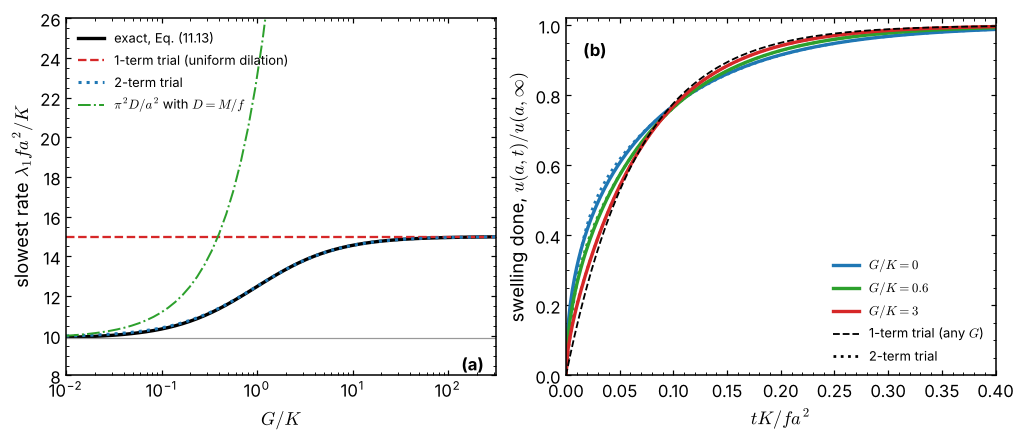 26
24
22
20
18
16
14
12
10
8
slowest rate λ₁fa²/K
exact, Eq. (11.13)
1-term trial (uniform dilation)
2-term trial
π²D/a² with D = M/f
(a)
10⁻² 10⁻¹ 10⁰ 10¹ 10²
G/K
1.0
0.8
0.6
0.4
0.2
0.0
swelling done, u(a, t)/u(a, ∞)
(b)
G/K = 0
G/K = 0.6
G/K = 3
1-term trial (any G)
2-term trial
0.00 0.05 0.10 0.15 0.20 0.25 0.30 0.35 0.40
tK/fa²